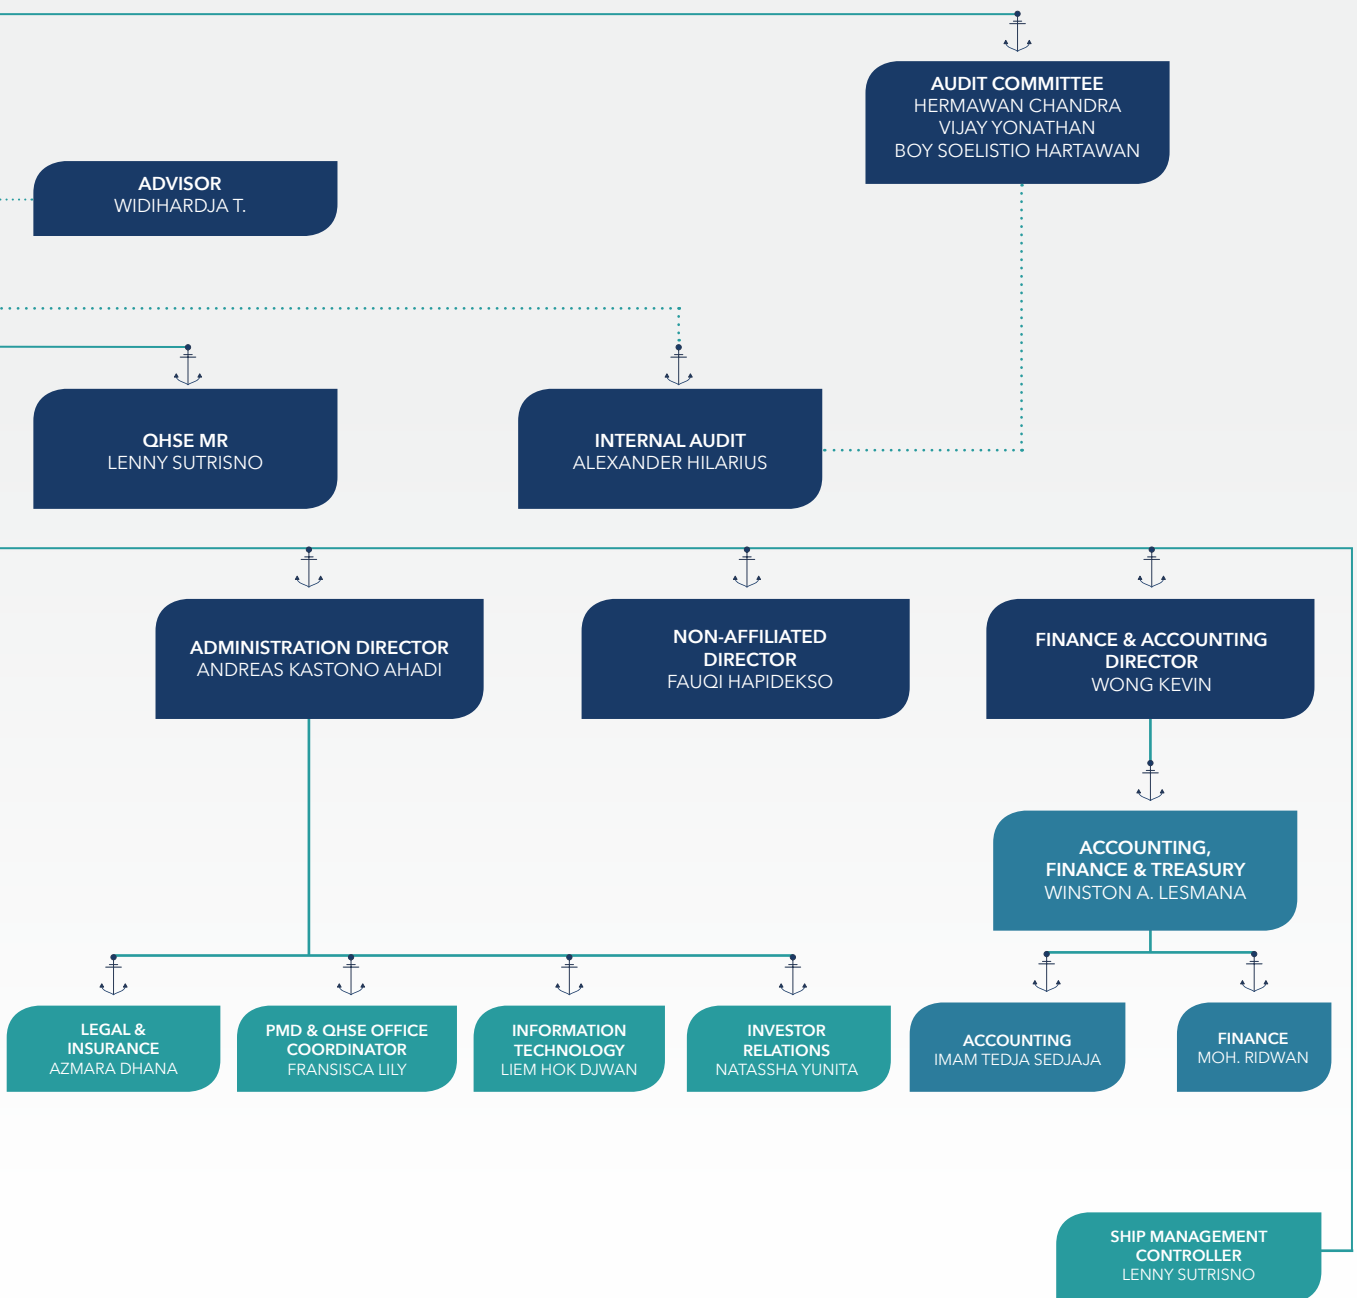 AUDIT COMMITTEE
HERMAWAN CHANDRA
VIJAY YONATHAN
BOY SOELISTIO HARTAWAN
ADVISOR
WIDIHARDJA T.
QHSE MR
LENNY SUTRISNO
INTERNAL AUDIT
ALEXANDER HILARIUS
ADMINISTRATION DIRECTOR
ANDREAS KASTONO AHADI
NON-AFFILIATED
DIRECTOR
FAUQI HAPIDEKSO
FINANCE & ACCOUNTING
DIRECTOR
WONG KEVIN
ACCOUNTING,
FINANCE & TREASURY
WINSTON A. LESMANA
LEGAL &
INSURANCE
AZMARA DHANA
PMD & QHSE OFFICE
COORDINATOR
FRANSISCA LILY
INFORMATION
TECHNOLOGY
LIEM HOK DJWAN
INVESTOR
RELATIONS
NATASSHA YUNITA
ACCOUNTING
IMAM TEDJA SEDJAJA
FINANCE
MOH. RIDWAN
SHIP MANAGEMENT
CONTROLLER
LENNY SUTRISNO